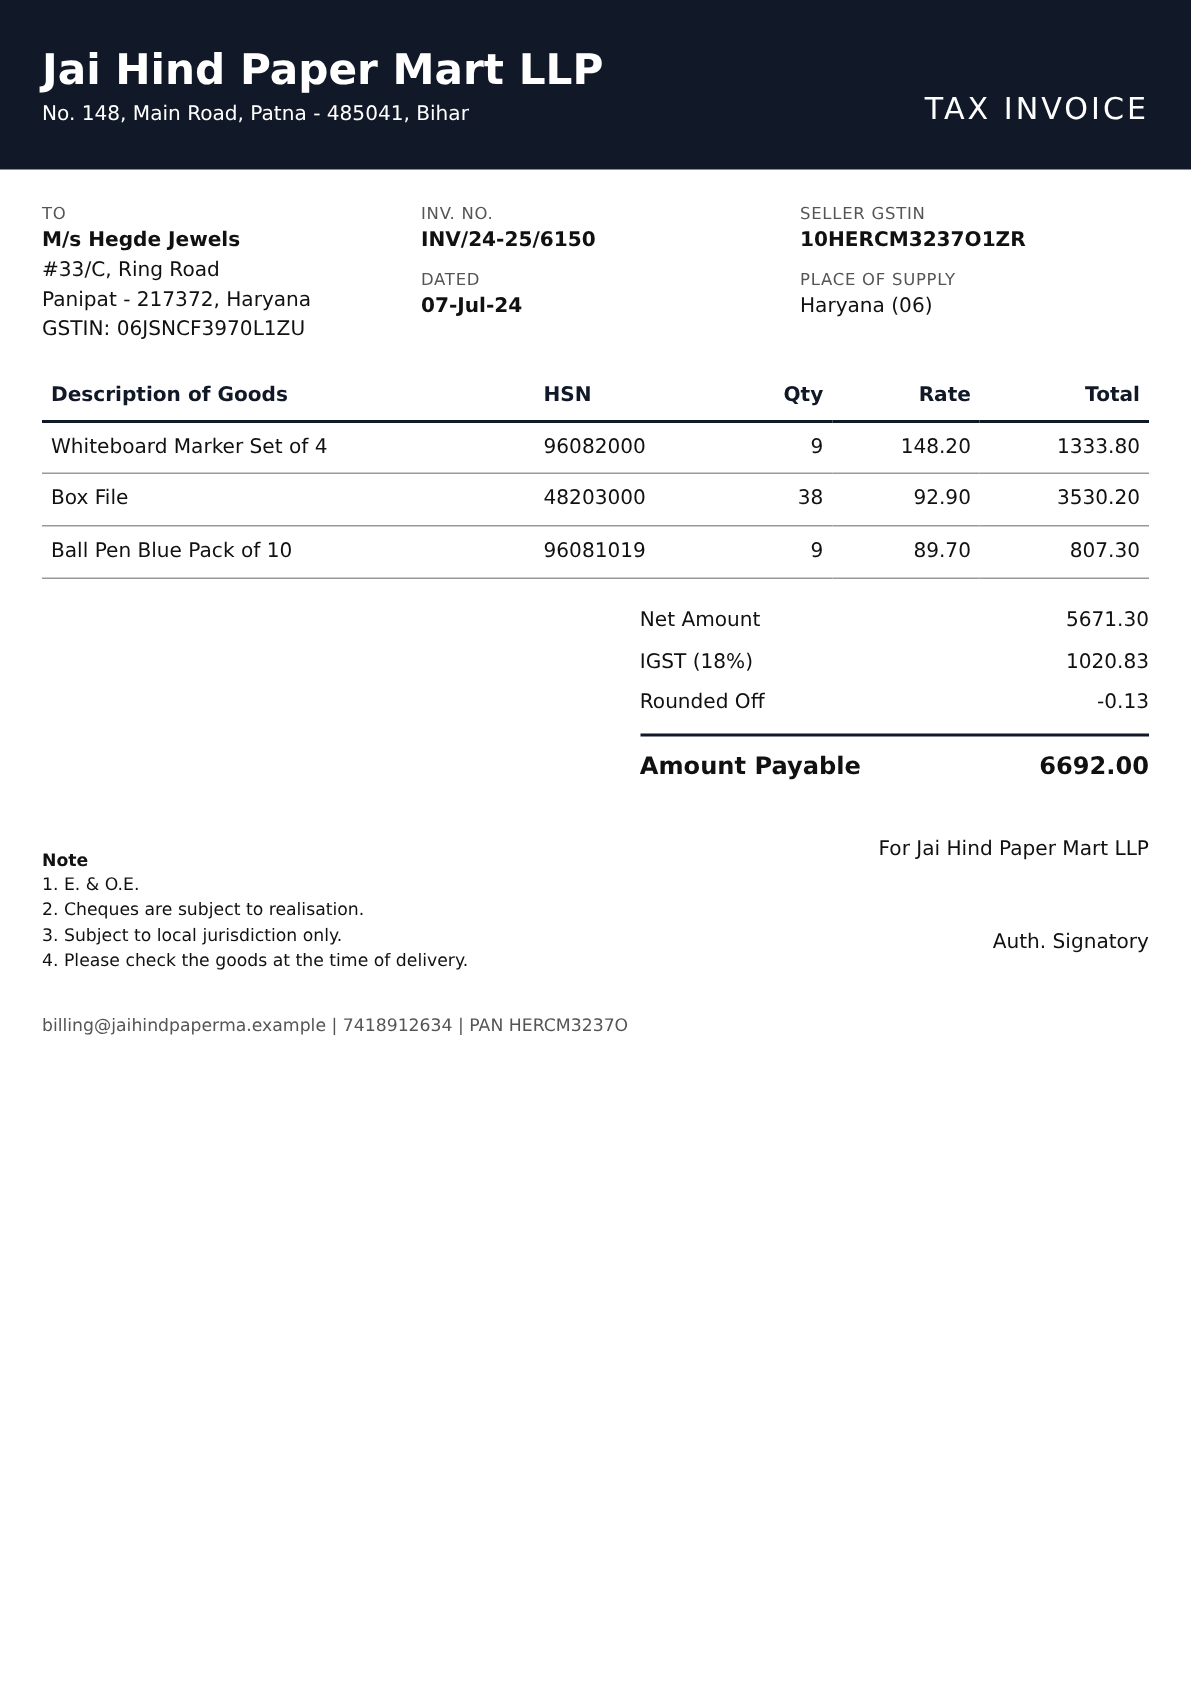 Jai Hind Paper Mart LLP
No. 148, Main Road, Patna - 485041, Bihar
TAX INVOICE
TO
M/s Hegde Jewels
#33/C, Ring Road
Panipat - 217372, Haryana
GSTIN: 06JSNCF3970L1ZU
INV. NO.
INV/24-25/6150
DATED
07-Jul-24
SELLER GSTIN
10HERCM3237O1ZR
PLACE OF SUPPLY
Haryana (06)
Description of Goods HSN Qty Rate Total
Whiteboard Marker Set of 4 96082000 9 148.20 1333.80
Box File 48203000 38 92.90 3530.20
Ball Pen Blue Pack of 10 96081019 9 89.70 807.30
Net Amount 5671.30
IGST (18%) 1020.83
Rounded Off -0.13
Amount Payable 6692.00
For Jai Hind Paper Mart LLP
Auth. Signatory
Note
1. E. & O.E.
2. Cheques are subject to realisation.
3. Subject to local jurisdiction only.
4. Please check the goods at the time of delivery.
billing@jaihindpaperma.example | 7418912634 | PAN HERCM3237O